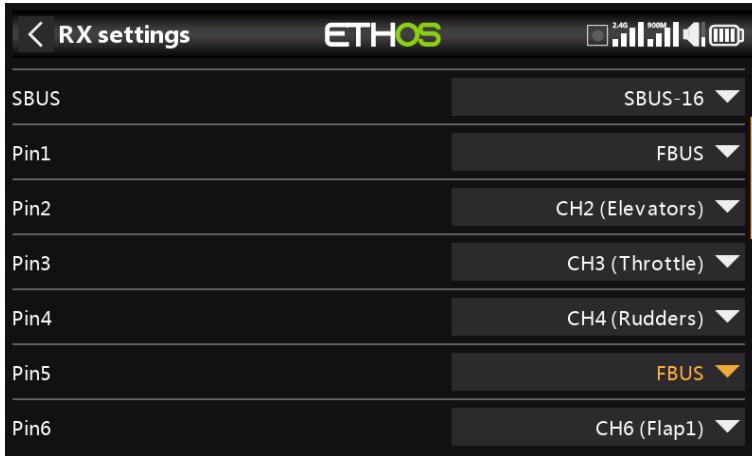 RX settings ETHOS 2.4G 900M
SBUS SBUS-16
Pin1 FBUS
Pin2 CH2 (Elevators)
Pin3 CH3 (Throttle)
Pin4 CH4 (Rudders)
Pin5 FBUS
Pin6 CH6 (Flap1)